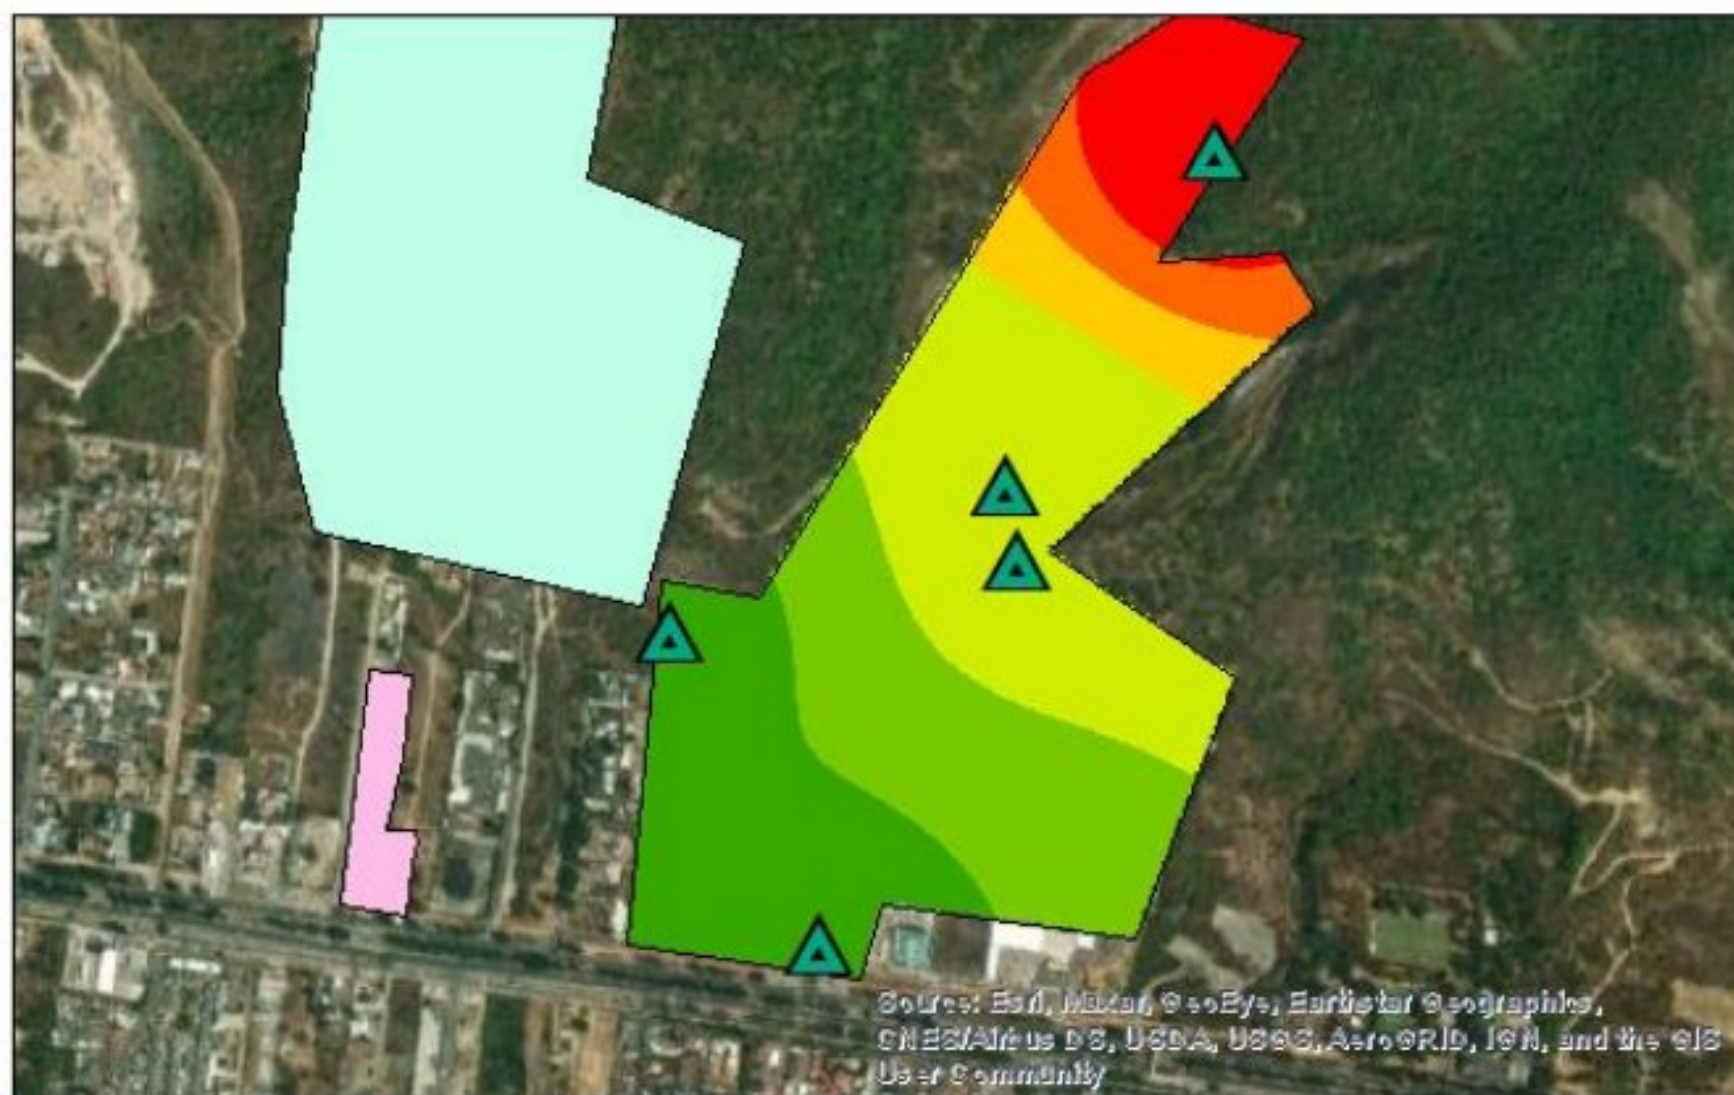 Source: Esri, Maxar, GeoEye, Earthstar Geographics,
CNES/Airbus DS, USDA, USGS, AeroGRID, IGN, and the GIS
User Community